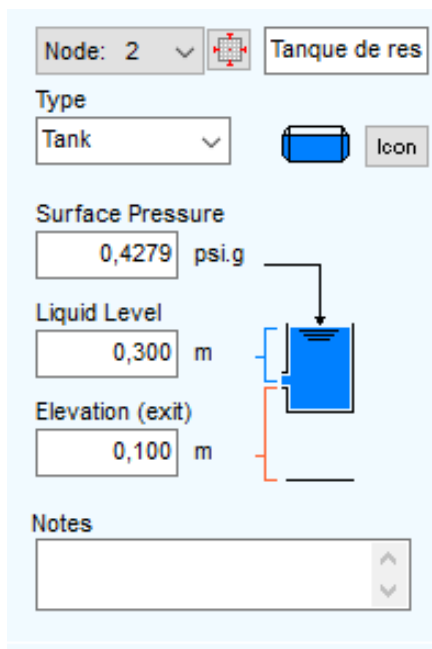 Node: 2 Tanque de res
Type
Tank Icon
Surface Pressure
0,4279 psi.g
Liquid Level
0,300 m
Elevation (exit)
0,100 m
Notes